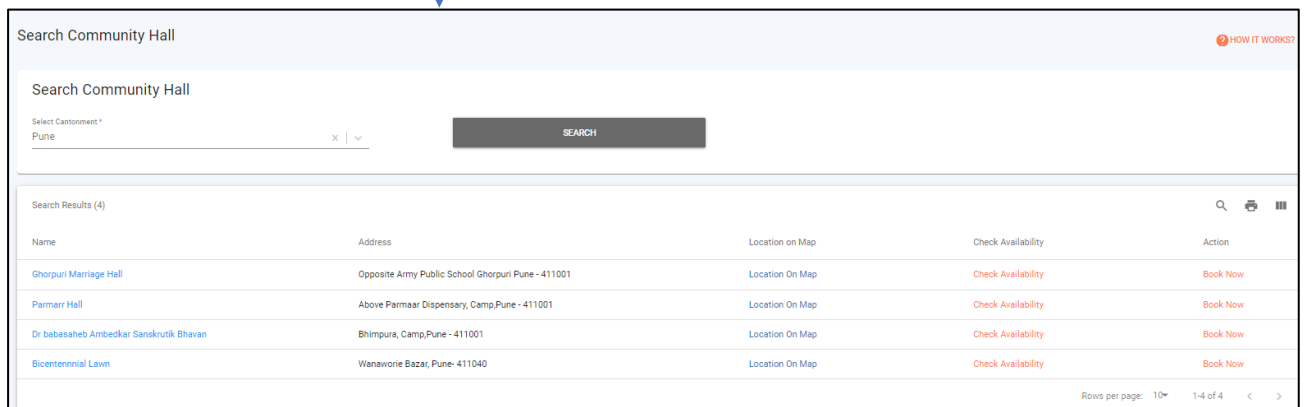 Search Community Hall
HOW IT WORKS?
Search Community Hall
Select Cantonment *
Pune
SEARCH
Search Results (4)
Name Address Location on Map Check Availability Action
Ghorpuri Marriage Hall Opposite Army Public School Ghorpuri Pune - 411001 Location On Map Check Availability Book Now
Parmarr Hall Above Parmaar Dispensary, Camp,Pune - 411001 Location On Map Check Availability Book Now
Dr babasaheb Ambedkar Sanskrutik Bhavan Bhimpura, Camp,Pune - 411001 Location On Map Check Availability Book Now
Bicentennnial Lawn Wanaworie Bazar, Pune- 411040 Location On Map Check Availability Book Now
Rows per page: 10 1-4 of 4